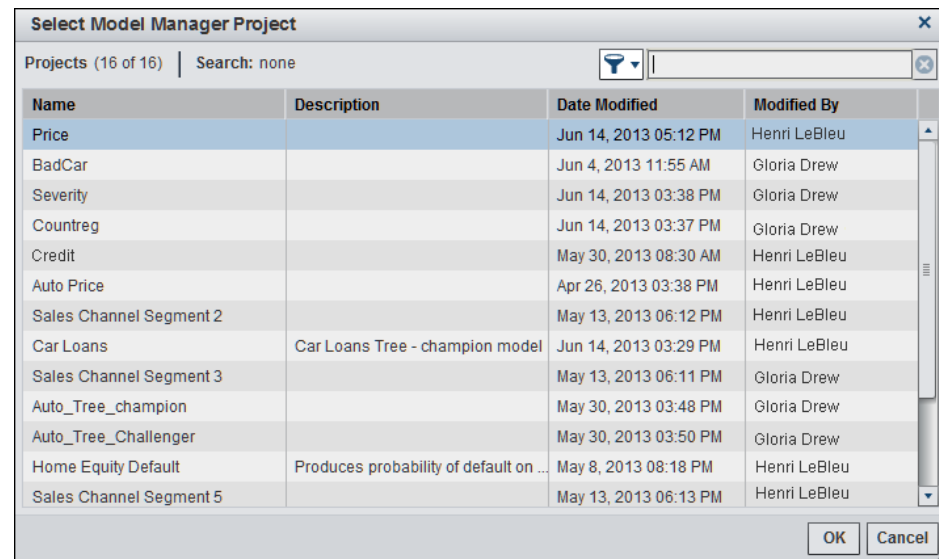 Select Model Manager Project
Projects (16 of 16) Search: none
Name Description Date Modified Modified By
Price Jun 14, 2013 05:12 PM Henri LeBleu
BadCar Jun 4, 2013 11:55 AM Gloria Drew
Severity Jun 14, 2013 03:38 PM Gloria Drew
Countreg Jun 14, 2013 03:37 PM Gloria Drew
Credit May 30, 2013 08:30 AM Henri LeBleu
Auto Price Apr 26, 2013 03:38 PM Henri LeBleu
Sales Channel Segment 2 May 13, 2013 06:12 PM Henri LeBleu
Car Loans Car Loans Tree - champion model Jun 14, 2013 03:29 PM Henri LeBleu
Sales Channel Segment 3 May 13, 2013 06:11 PM Gloria Drew
Auto_Tree_champion May 30, 2013 03:48 PM Gloria Drew
Auto_Tree_Challenger May 30, 2013 03:50 PM Gloria Drew
Home Equity Default Produces probability of default on ... May 8, 2013 08:18 PM Henri LeBleu
Sales Channel Segment 5 May 13, 2013 06:13 PM Henri LeBleu
OK Cancel